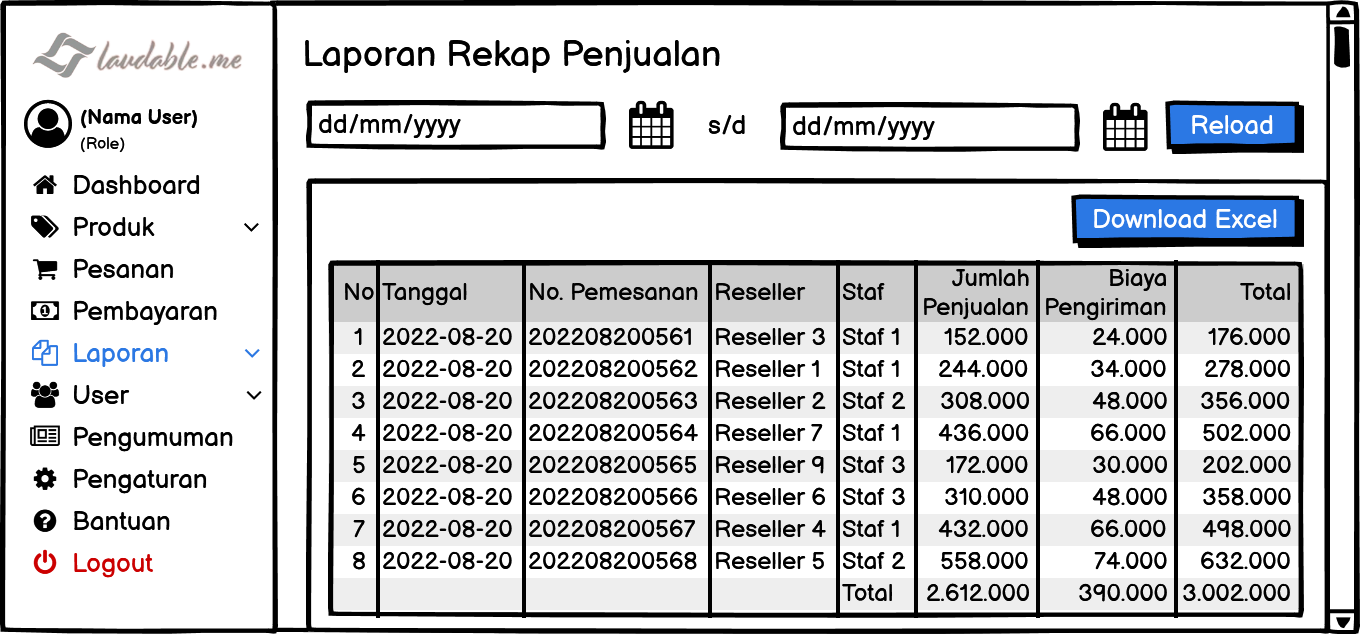 laudable.me
(Nama User)
(Role)
Dashboard
Produk
Pesanan
Pembayaran
Laporan
User
Pengumuman
Pengaturan
Bantuan
Logout
Laporan Rekap Penjualan
dd/mm/yyyy s/d dd/mm/yyyy Reload
Download Excel
No Tanggal No. Pemesanan Reseller Staf Jumlah Penjualan Biaya Pengiriman Total
1 2022-08-20 202208200561 Reseller 3 Staf 1 152.000 24.000 176.000
2 2022-08-20 202208200562 Reseller 1 Staf 1 244.000 34.000 278.000
3 2022-08-20 202208200563 Reseller 2 Staf 2 308.000 48.000 356.000
4 2022-08-20 202208200564 Reseller 7 Staf 1 436.000 66.000 502.000
5 2022-08-20 202208200565 Reseller 9 Staf 3 172.000 30.000 202.000
6 2022-08-20 202208200566 Reseller 6 Staf 3 310.000 48.000 358.000
7 2022-08-20 202208200567 Reseller 4 Staf 1 432.000 66.000 498.000
8 2022-08-20 202208200568 Reseller 5 Staf 2 558.000 74.000 632.000
Total 2.612.000 390.000 3.002.000